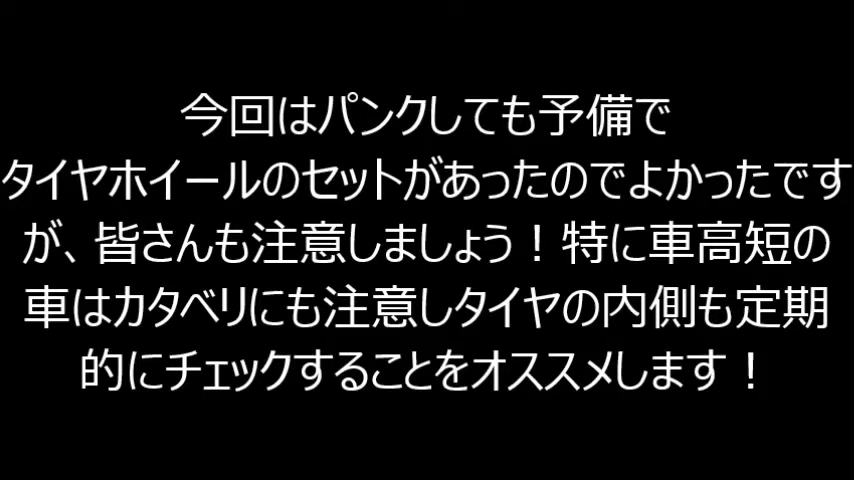 今回はパンクしても予備で
タイヤホイールのセットがあったのでよかったです
が、皆さんも注意しましょう！特に車高短の
車はカタベリにも注意しタイヤの内側も定期
的にチェックすることをオススメします！